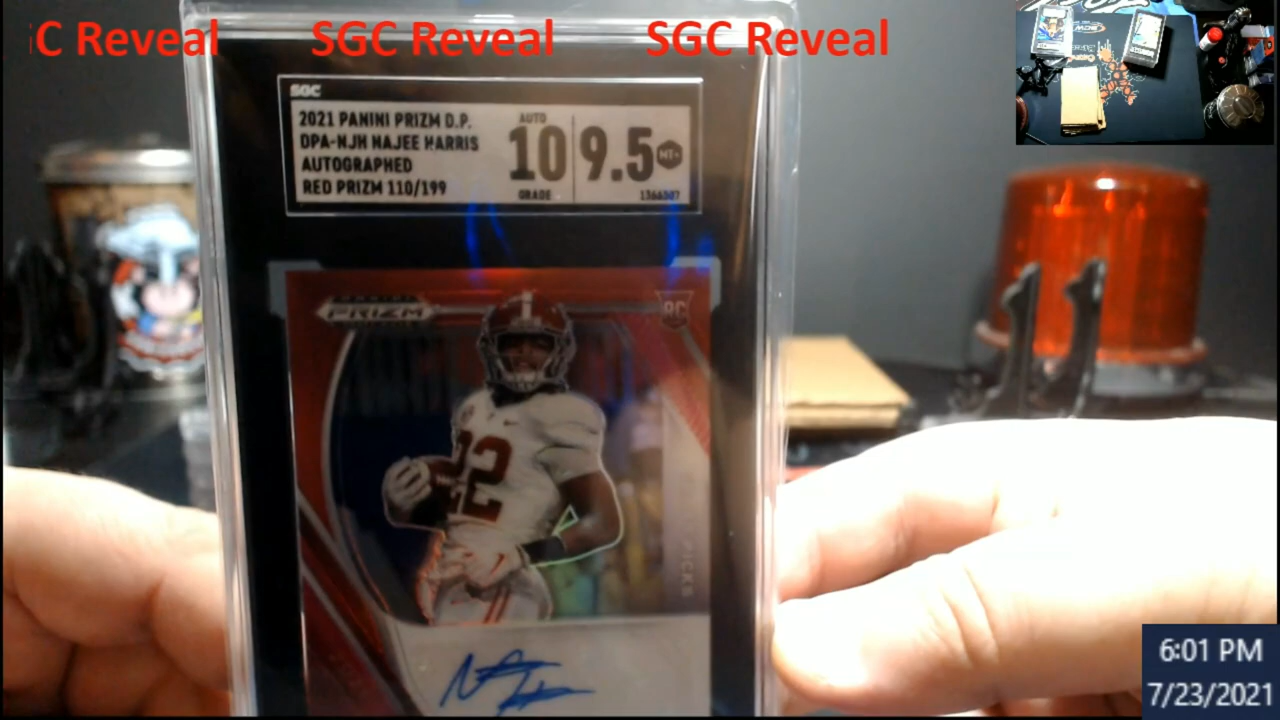 C Reveal SGC Reveal SGC Reveal
SGC
2021 PANINI PRIZM D.P.
DPA-NJH NAJEE HARRIS
AUTOGRAPHED
RED PRIZM 110/199
AUTO
10
GRADE
9.5 MT+
PRIZM
RC
22
6:01 PM
7/23/2021